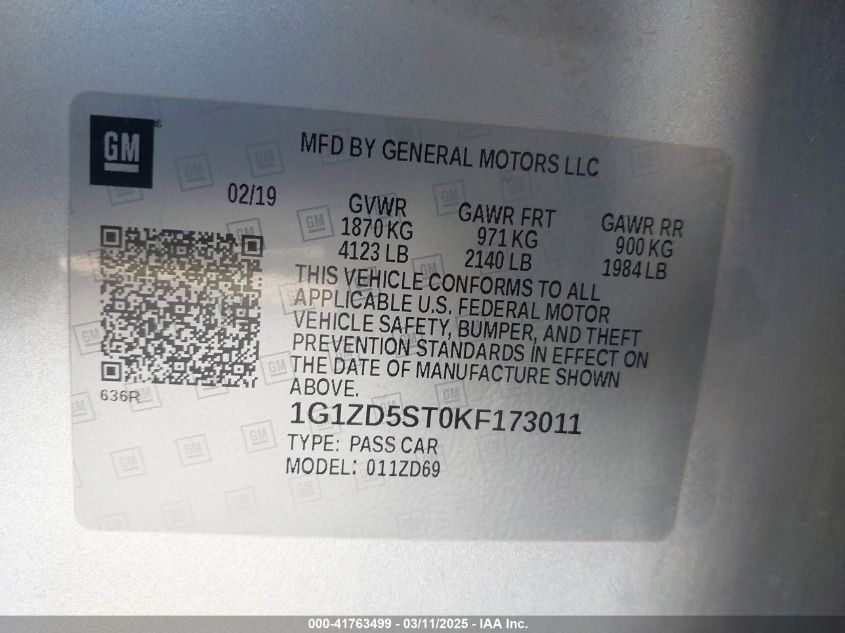 GM
MFD BY GENERAL MOTORS LLC
02/19
GVWR
1870 KG
4123 LB
GAWR FRT
971 KG
2140 LB
GAWR RR
900 KG
1984 LB
THIS VEHICLE CONFORMS TO ALL
APPLICABLE U.S. FEDERAL MOTOR
VEHICLE SAFETY, BUMPER, AND THEFT
PREVENTION STANDARDS IN EFFECT ON
THE DATE OF MANUFACTURE SHOWN
ABOVE.
636R
1G1ZD5ST0KF173011
TYPE: PASS CAR
MODEL: 011ZD69
000-41763499 - 03/11/2025 - IAA Inc.